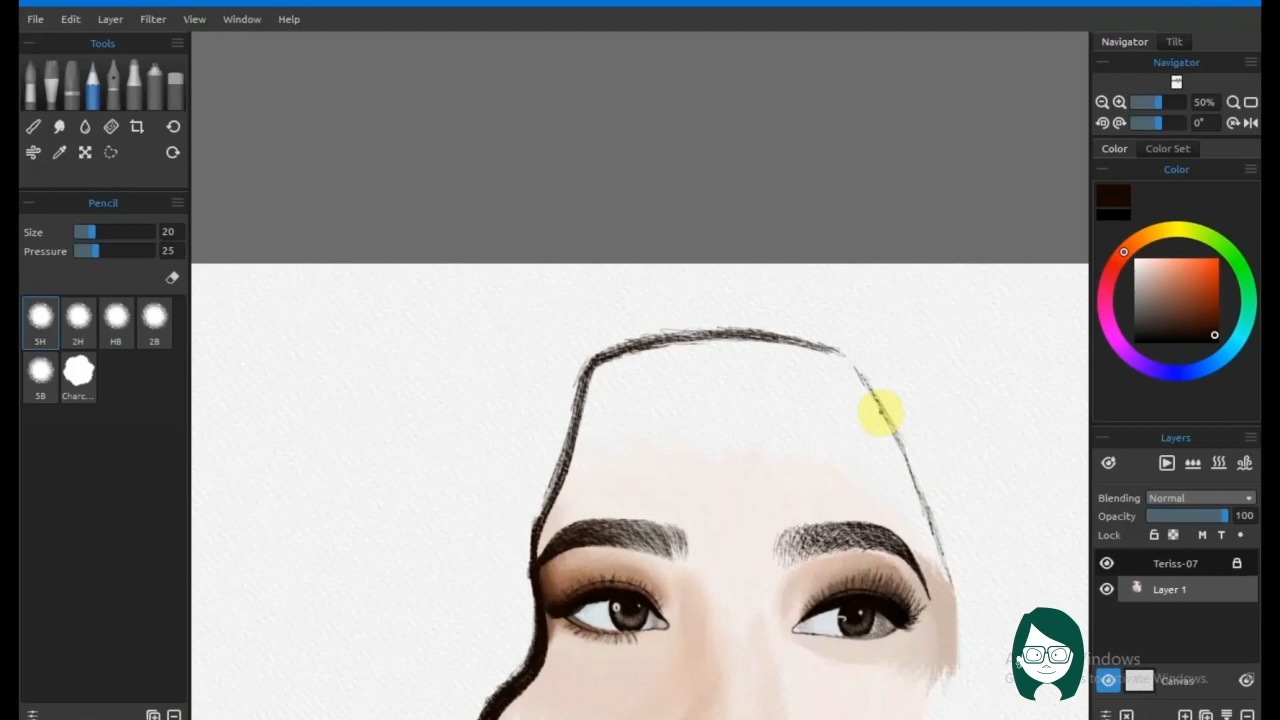 File Edit Layer Filter View Window Help
Tools
Navigator Tilt
Navigator
50%
0°
Color Color Set
Color
Pencil
Size 20
Pressure 25
5H 2H HB 2B
5B Charc...
Layers
Blending Normal
Opacity 100
Lock M T
Teriss-07
Layer 1
Canvas